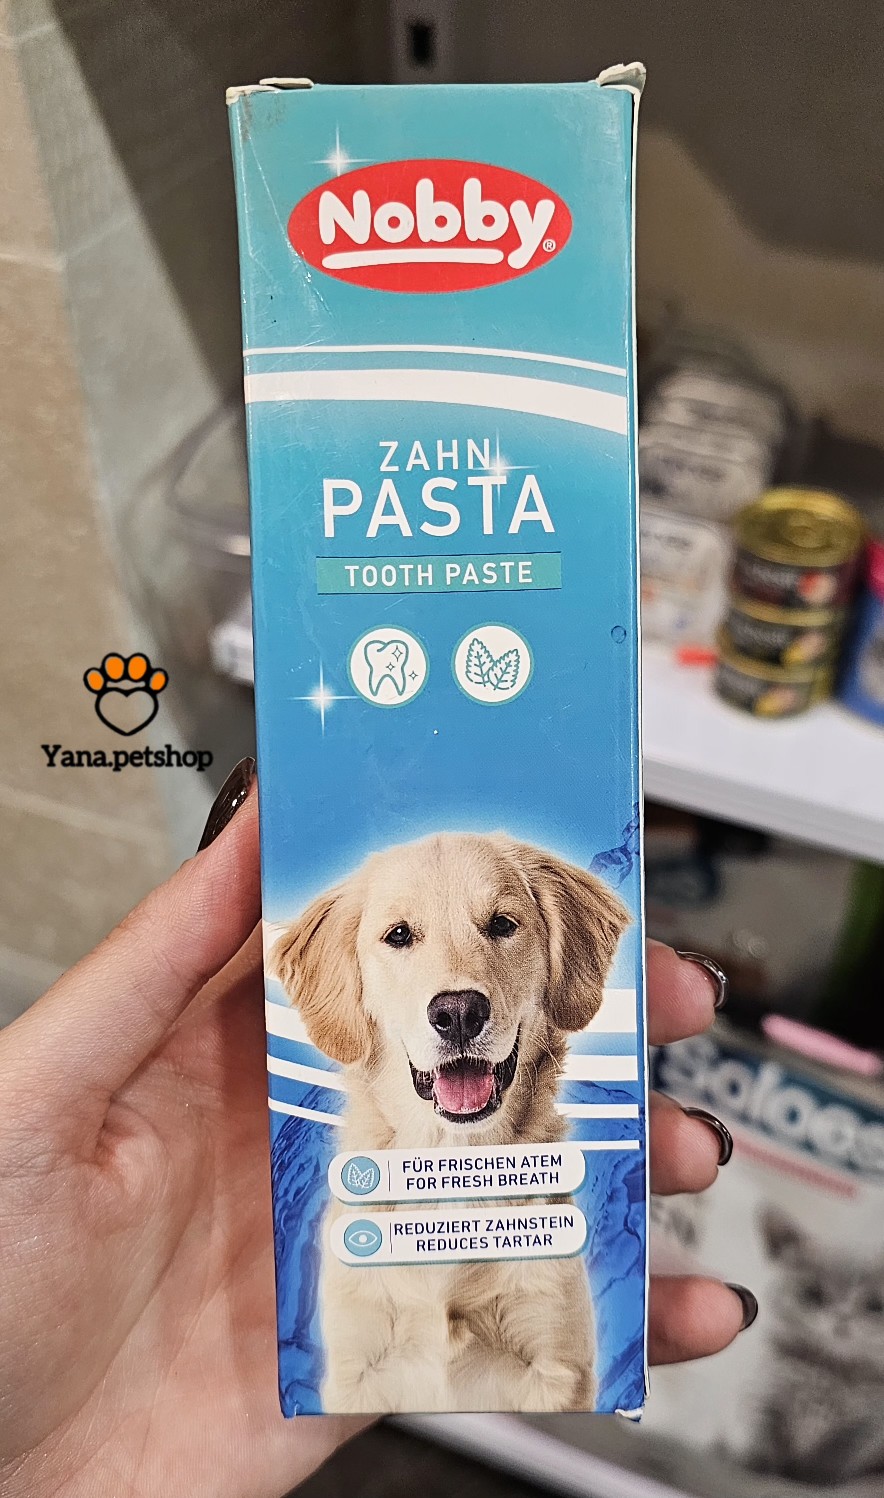 Nobby®
ZAHN
PASTA
TOOTH PASTE
Yana.petshop
FÜR FRISCHEN ATEM
FOR FRESH BREATH
REDUZIERT ZAHNSTEIN
REDUCES TARTAR